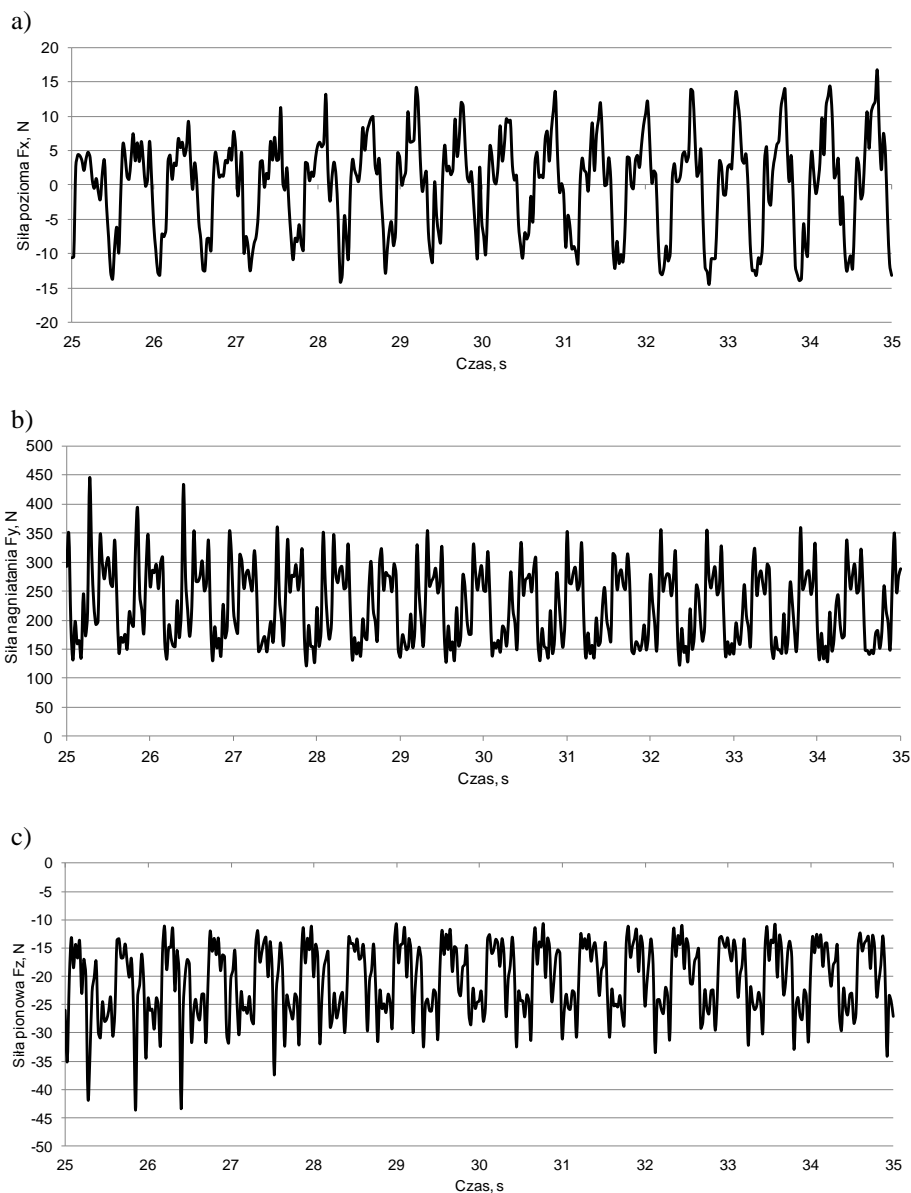 a)
20
15
10
5
0
-5
-10
-15
-20
Siła pozioma Fx, N
25 26 27 28 29 30 31 32 33 34 35
Czas, s
b)
500
450
400
350
300
250
200
150
100
50
0
Siła nagniatania Fy, N
25 26 27 28 29 30 31 32 33 34 35
Czas, s
c)
0
-5
-10
-15
-20
-25
-30
-35
-40
-45
-50
Siła pionowa Fz, N
25 26 27 28 29 30 31 32 33 34 35
Czas, s